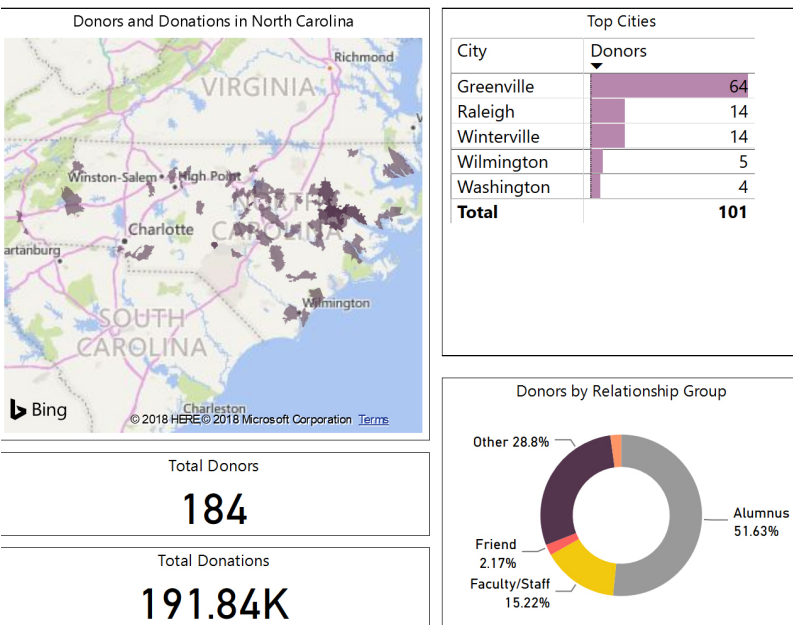 Donors and Donations in North Carolina
Richmond
VIRGINIA
Winston-Salem
High Point
NORTH
CAROLINA
Charlotte
artanburg
Wilmington
SOUTH
CAROLINA
Bing
Charleston
© 2018 HERE © 2018 Microsoft Corporation Terms
Total Donors
184
Total Donations
191.84K
Top Cities
City Donors
Greenville 64
Raleigh 14
Winterville 14
Wilmington 5
Washington 4
Total 101
Donors by Relationship Group
Other 28.8%
Alumnus
51.63%
Friend
2.17%
Faculty/Staff
15.22%